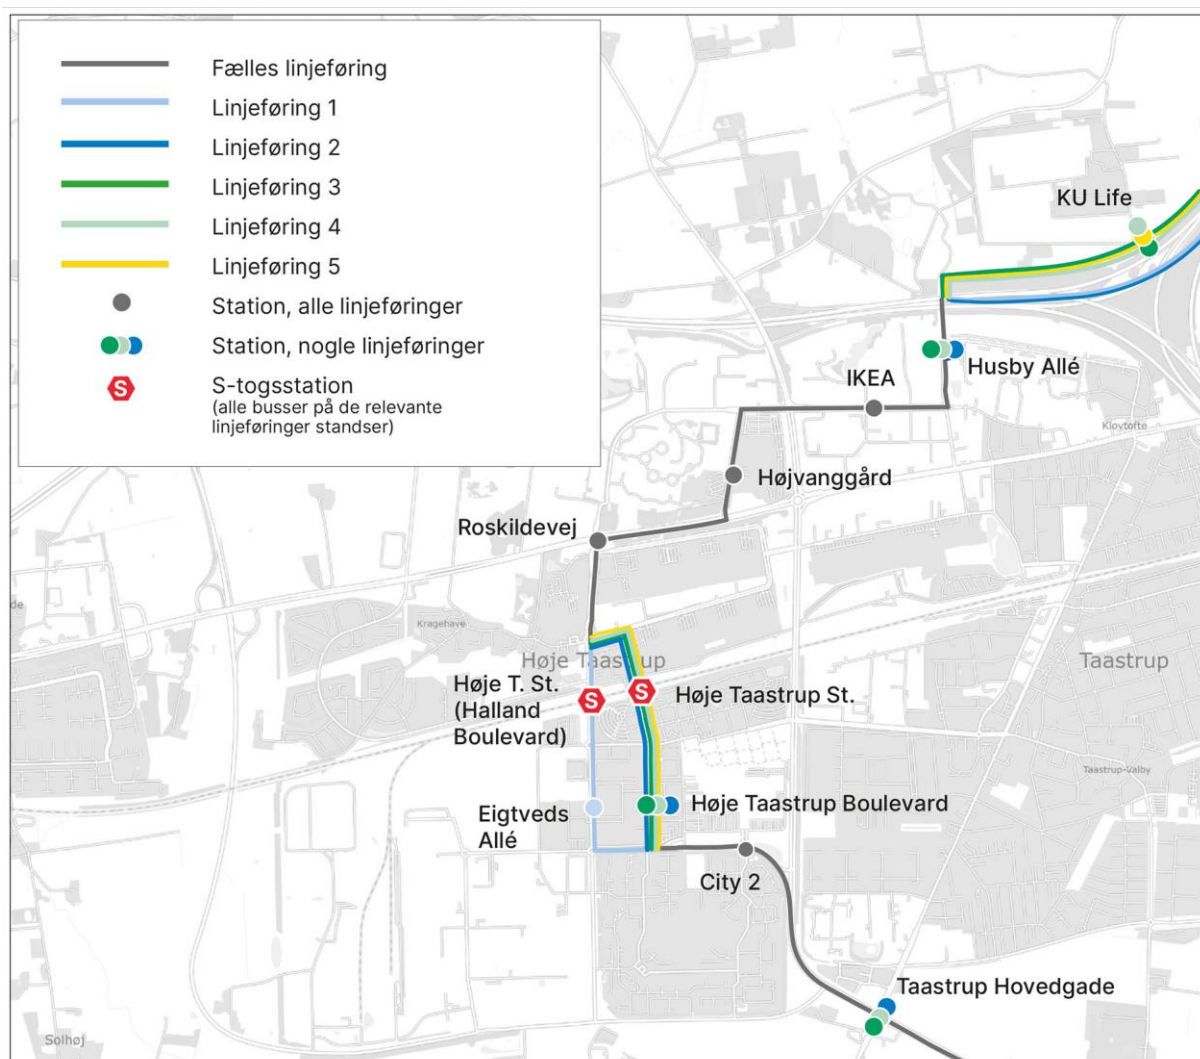 Fælles linjeføring
Linjeføring 1
Linjeføring 2
Linjeføring 3
Linjeføring 4
Linjeføring 5
Station, alle linjeføringer
Station, nogle linjeføringer
S
S-togsstation
(alle busser på de relevante
linjeføringer standser)
KU Life
Husby Allé
IKEA
Kløvtofte
Højvanggård
Roskildevej
de
Kragehave
Høje Taastrup
Taastrup
Høje T. St.
(Halland
Boulevard)
S
S
Høje Taastrup St.
Taastrup-Valby
Eigtveds
Allé
Høje Taastrup Boulevard
City 2
Taastrup Hovedgade
Solhøj